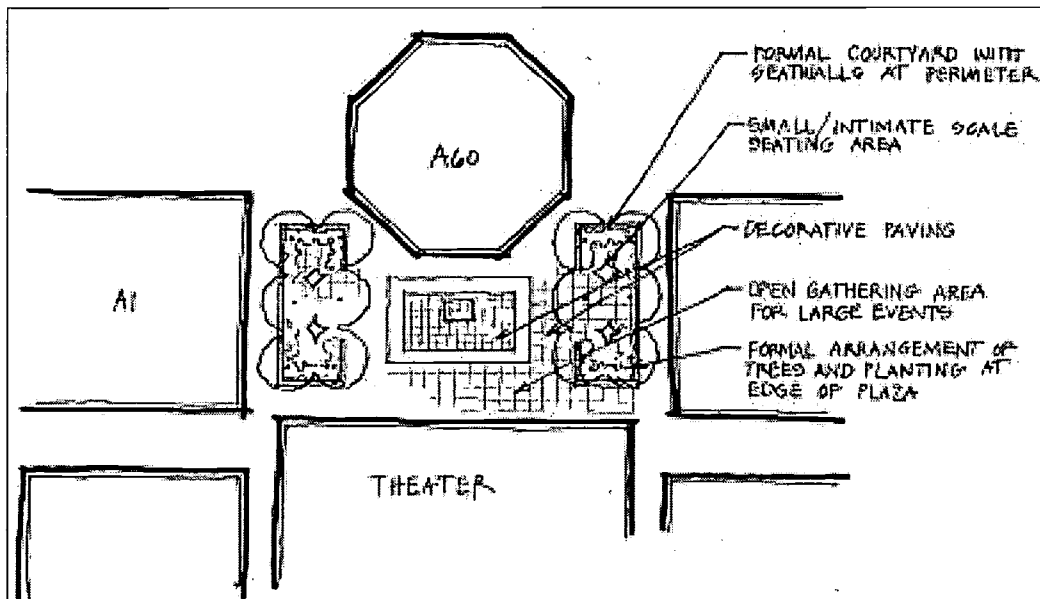 FORMAL COURTYARD WITH
SEATWALLS AT PERIMETER
A60
SMALL/INTIMATE SCALE
SEATING AREA
DECORATIVE PAVING
A1
OPEN GATHERING AREA
FOR LARGE EVENTS
FORMAL ARRANGEMENT OF
TREES AND PLANTING AT
EDGE OF PLAZA
THEATER